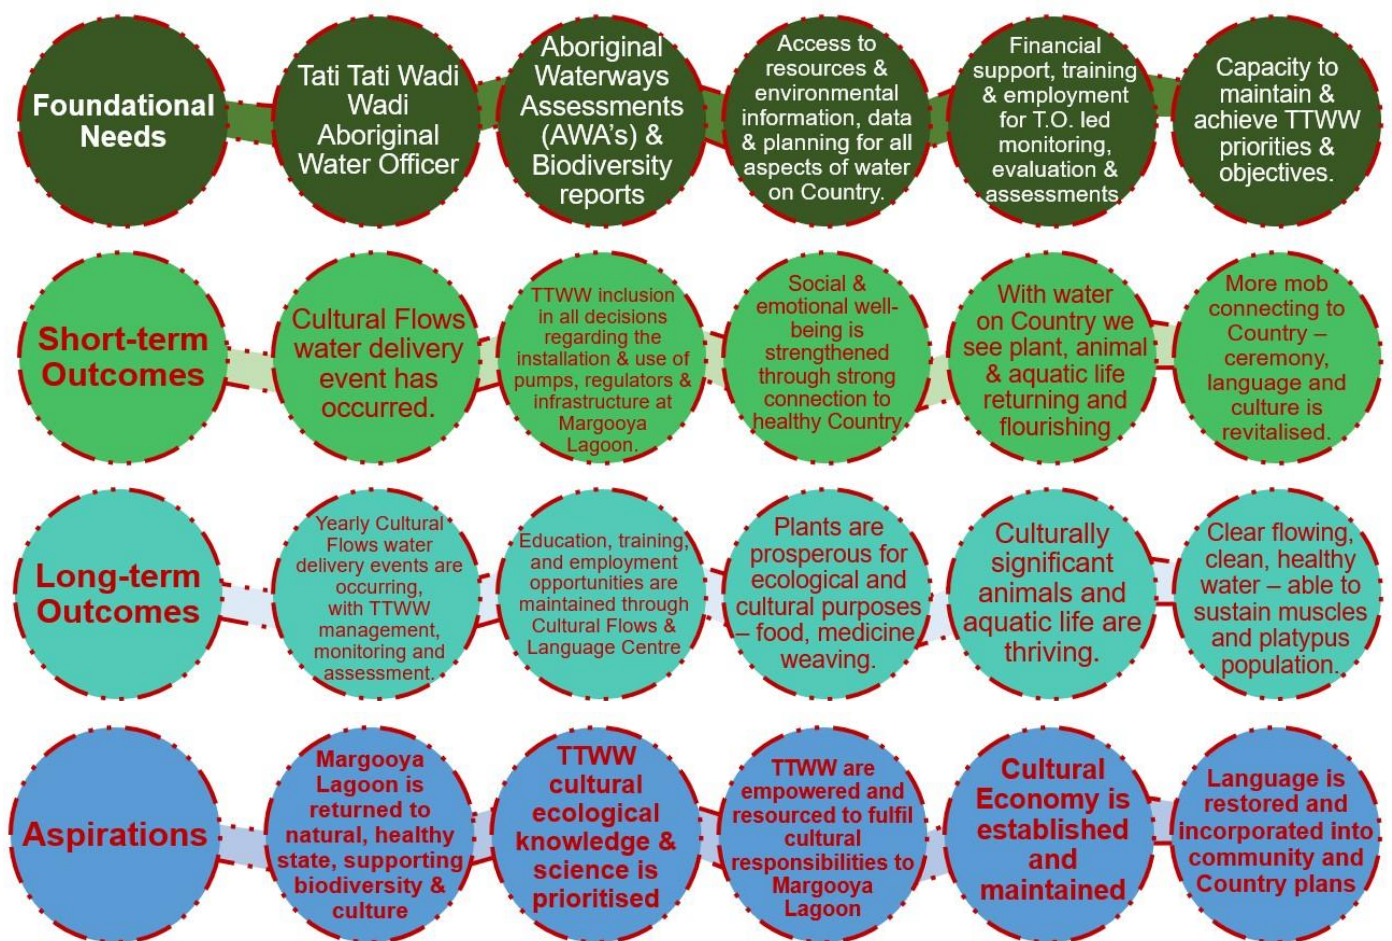 Foundational
Needs
Tati Tati Wadi
Wadi
Aboriginal
Water Officer
Aboriginal
Waterways
Assessments
(AWA's) &
Biodiversity
reports
Access to
resources &
environmental
information, data
& planning for all
aspects of water
on Country.
Financial
support, training
& employment
for T.O. led
monitoring,
evaluation &
assessments
Capacity to
maintain &
achieve TTWW
priorities &
objectives.
Short-term
Outcomes
Cultural Flows
water delivery
event has
occurred.
TTWW inclusion
in all decisions
regarding the
installation & use of
pumps, regulators &
infrastructure at
Margooya
Lagoon.
Social &
emotional well-
being is
strengthened
through strong
connection to
healthy Country.
With water
on Country we
see plant, animal
& aquatic life
returning and
flourishing
More mob
connecting to
Country –
ceremony,
language and
culture is
revitalised.
Long-term
Outcomes
Yearly Cultural
Flows water
delivery events are
occurring,
with TTWW
management,
monitoring and
assessment.
Education, training,
and employment
opportunities are
maintained through
Cultural Flows &
Language Centre
Plants are
prosperous for
ecological and
cultural purposes
– food, medicine,
weaving.
Culturally
significant
animals and
aquatic life are
thriving.
Clear flowing,
clean, healthy
water – able to
sustain muscles
and platypus
population.
Aspirations
Margooya
Lagoon is
returned to
natural, healthy
state, supporting
biodiversity &
culture
TTWW
cultural
ecological
knowledge &
science is
prioritised
TTWW are
empowered and
resourced to fulfil
cultural
responsibilities to
Margooya
Lagoon
Cultural
Economy is
established
and
maintained
Language is
restored and
incorporated into
community and
Country plans